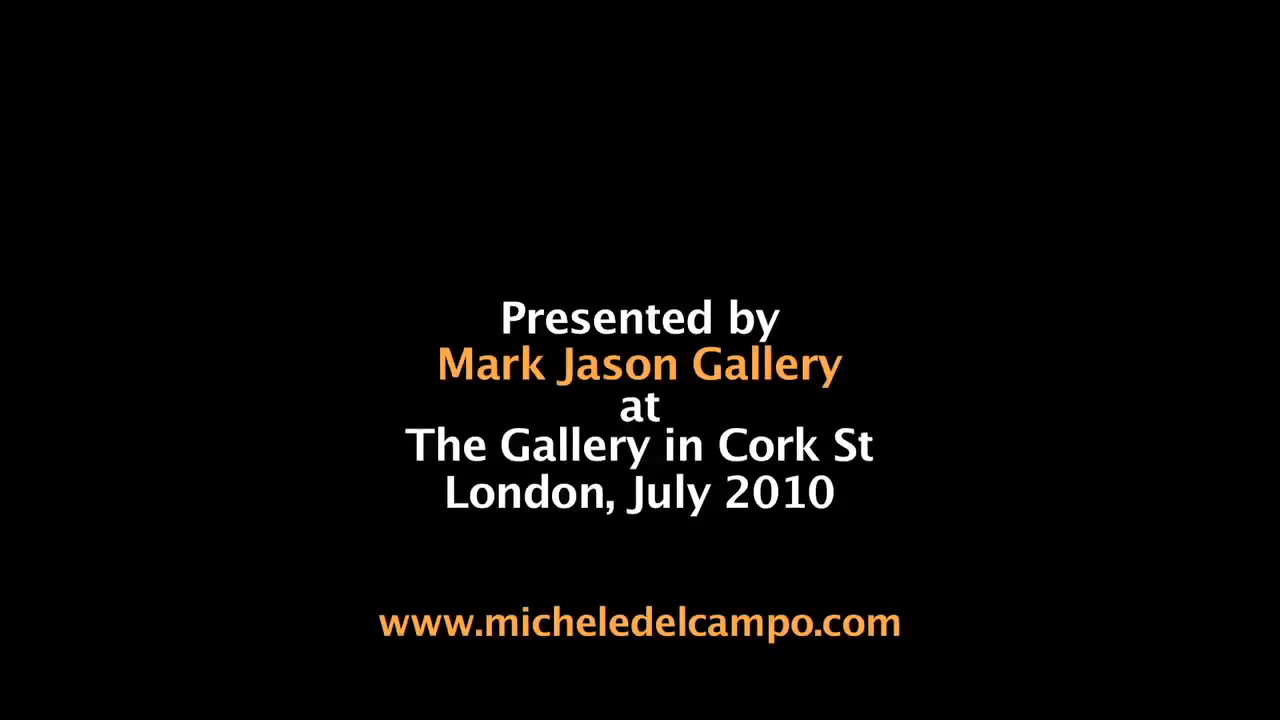 Presented by
Mark Jason Gallery
at
The Gallery in Cork St
London, July 2010
www.micheledelcampo.com